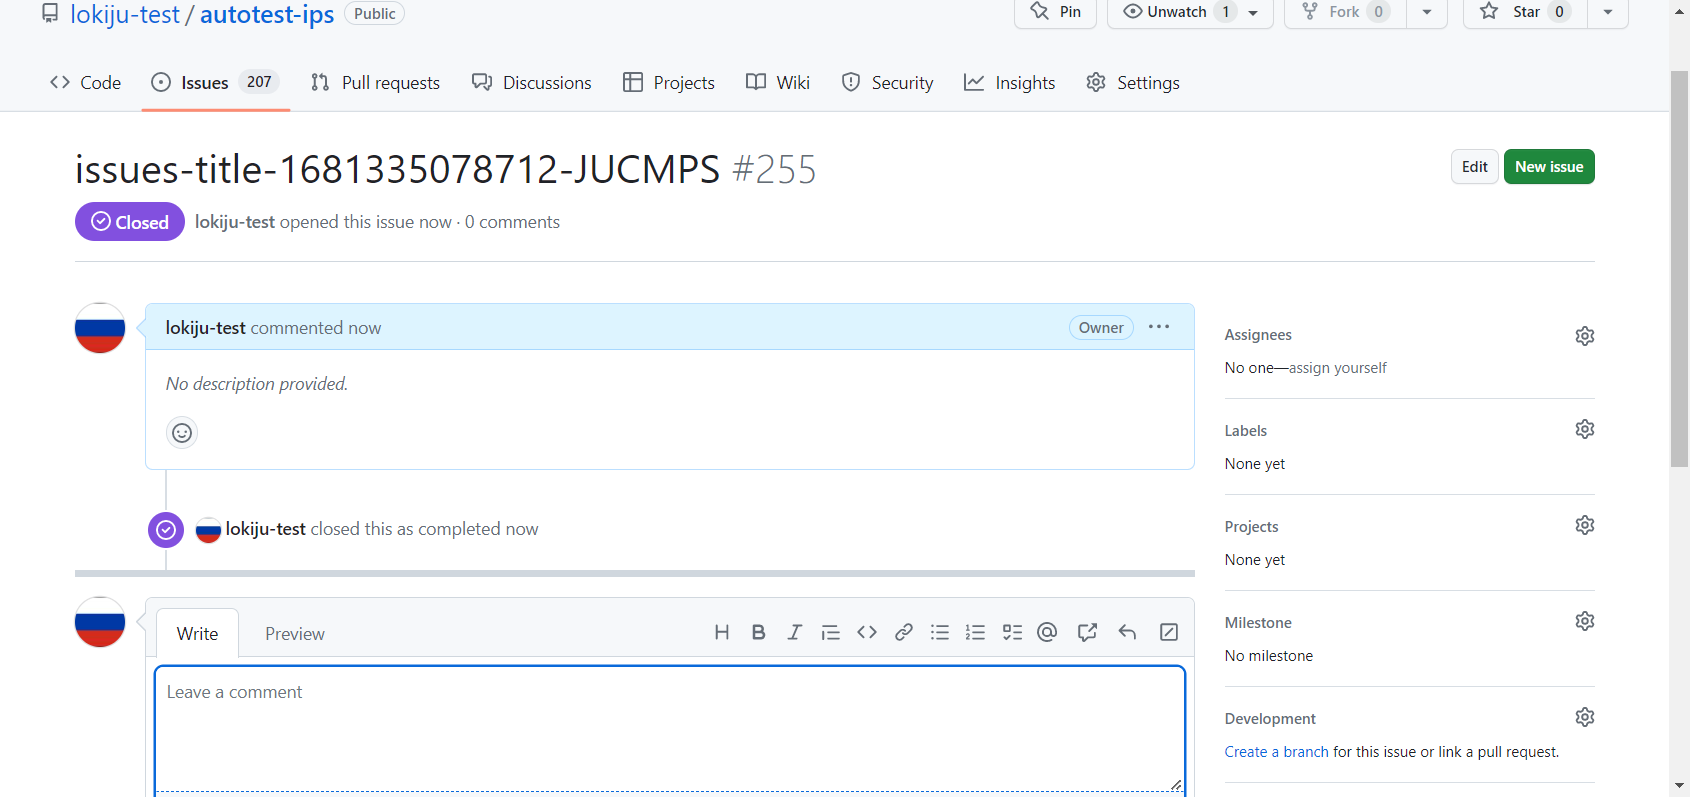 lokiju-test / autotest-ips Public
Pin Unwatch 1 Fork 0 Star 0
Code Issues 207 Pull requests Discussions Projects Wiki Security Insights Settings
issues-title-1681335078712-JUCMPS #255
Edit New issue
Closed lokiju-test opened this issue now · 0 comments
lokiju-test commented now
Owner
No description provided.
lokiju-test closed this as completed now
Write Preview
Leave a comment
Assignees
No one—assign yourself
Labels
None yet
Projects
None yet
Milestone
No milestone
Development
Create a branch for this issue or link a pull request.